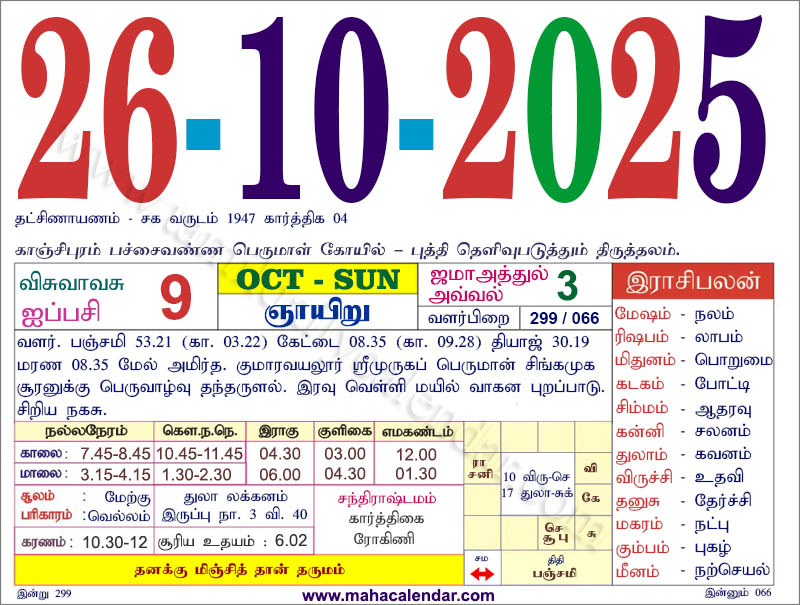 26-10-2025
தட்சிணாயணம் - சக வருடம் 1947 கார்த்திக 04
காஞ்சிபுரம் பச்சைவண்ண பெருமாள் கோயில் – புத்தி தெளிவுபடுத்தும் திருத்தலம்.
விசுவாவசு
ஐப்பசி
9
OCT - SUN
ஞாயிறு
ஜமாஅத்துல்
அவ்வல்
3
வளர்பிறை
299 / 066
வளர். பஞ்சமி 53.21 (கா. 03.22) கேட்டை 08.35 (கா. 09.28) தியாஜ் 30.19
மரண 08.35 மேல் அமிர்த. குமாரவயலூர் ஸ்ரீமுருகப் பெருமான் சிங்கமுக
சூரனுக்கு பெருவாழ்வு தந்தருளல். இரவு வெள்ளி மயில் வாகன புறப்பாடு.
சிறிய நகசு.
நல்லநேரம் கௌ.ந.நெ. இராகு குளிகை எமகண்டம்
காலை: 7.45-8.45 10.45-11.45 04.30 03.00 12.00
மாலை: 3.15-4.15 1.30-2.30 06.00 04.30 01.30
சூலம் : மேற்கு
பரிகாரம் : வெல்லம்
துலா லக்கனம்
இருப்பு நா. 3 வி. 40
சந்திராஷ்டமம்
கார்த்திகை
ரோகிணி
கரணம் : 10.30-12 சூரிய உதயம் : 6.02
தனக்கு மிஞ்சித் தான் தருமம்
ரா
சனி
10 விரு-செ
17 துலா-சுக்
வி
கே
செ
சூ பு
சு
சம
திதி
பஞ்சமி
இராசிபலன்
மேஷம் - நலம்
ரிஷபம் - லாபம்
மிதுனம் - பொறுமை
கடகம் - போட்டி
சிம்மம் - ஆதரவு
கன்னி - சலனம்
துலாம் - கவனம்
விருச்சி - உதவி
தனுசு - தேர்ச்சி
மகரம் - நட்பு
கும்பம் - புகழ்
மீனம் - நற்செயல்
இன்று 299
www.mahacalendar.com
இன்னும் 066